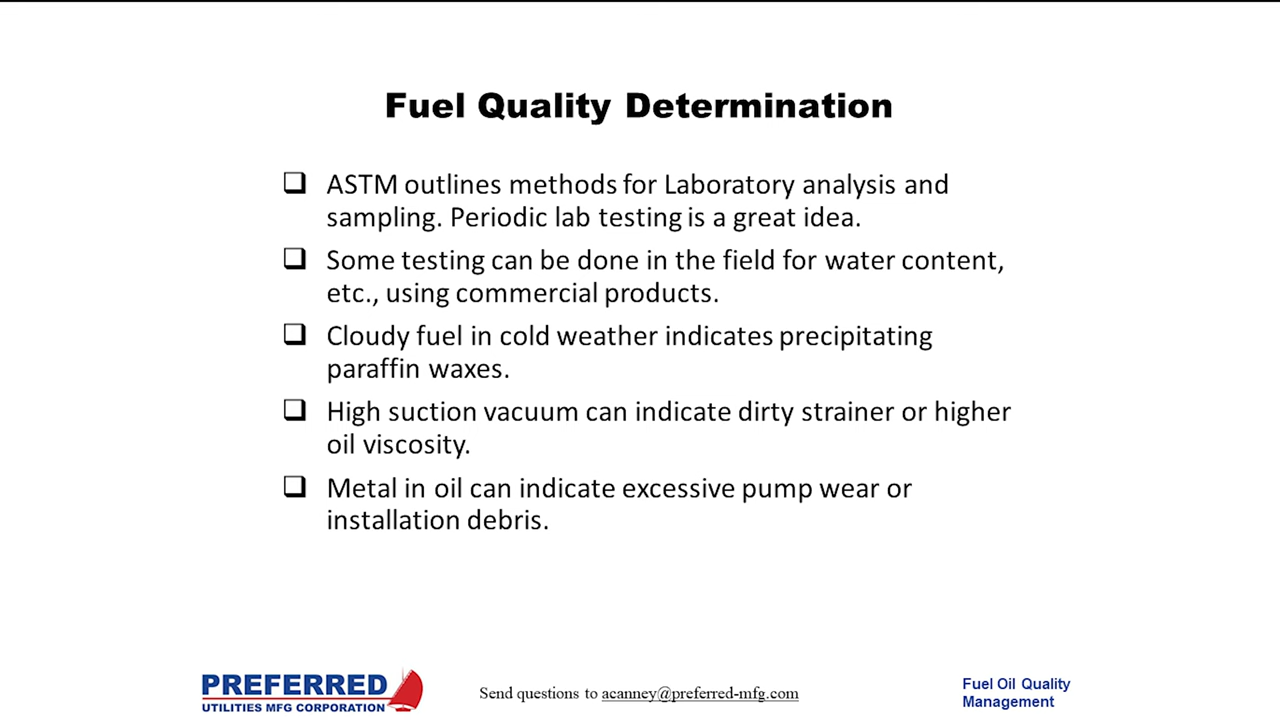 Fuel Quality Determination
ASTM outlines methods for Laboratory analysis and
sampling. Periodic lab testing is a great idea.
Some testing can be done in the field for water content,
etc., using commercial products.
Cloudy fuel in cold weather indicates precipitating
paraffin waxes.
High suction vacuum can indicate dirty strainer or higher
oil viscosity.
Metal in oil can indicate excessive pump wear or
installation debris.
PREFERRED
UTILITIES MFG CORPORATION
Send questions to acanney@preferred-mfg.com
Fuel Oil Quality
Management